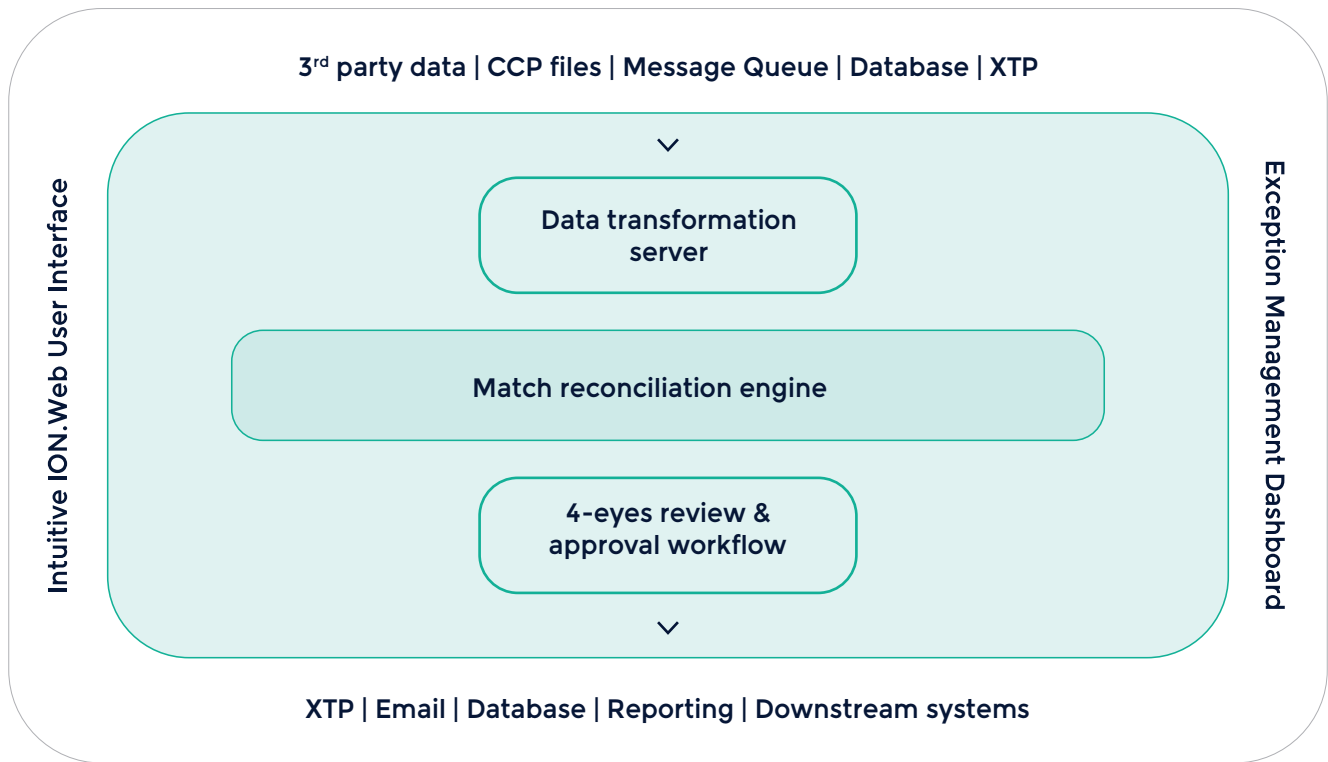 3rd party data | CCP files | Message Queue | Database | XTP
Intuitive ION.Web User Interface
Data transformation
server
Match reconciliation engine
4-eyes review &
approval workflow
Exception Management Dashboard
XTP | Email | Database | Reporting | Downstream systems